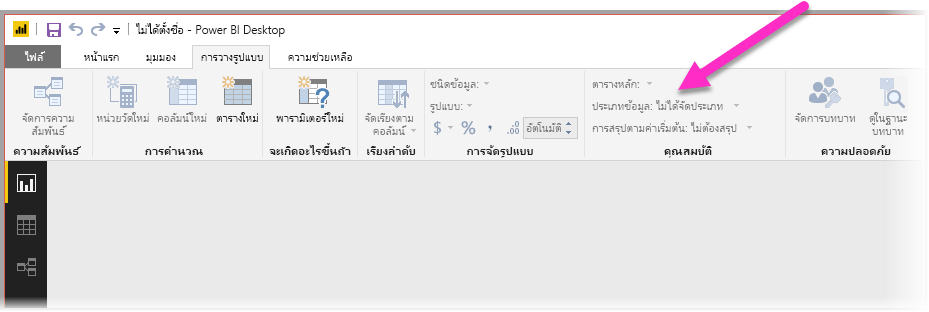 ไม่ได้ตั้งชื่อ - Power BI Desktop
ไฟล์ หน้าแรก มุมมอง การวางรูปแบบ ความช่วยเหลือ
จัดการความสัมพันธ์
ความสัมพันธ์
หน่วยวัดใหม่ คอลัมน์ใหม่ ตารางใหม่
การคำนวณ
พารามิเตอร์ใหม่
จะเกิดอะไรขึ้นถ้า
จัดเรียงตาม
คอลัมน์
เรียงลำดับ
ชนิดข้อมูล:
รูปแบบ:
$ % , .00 อัตโนมัติ
การจัดรูปแบบ
ตารางหลัก:
ประเภทข้อมูล: ไม่ได้จัดประเภท
การสรุปตามค่าเริ่มต้น: ไม่ต้องสรุป
คุณสมบัติ
จัดการบทบาท
ดูในฐานะ
บทบาท
ความปลอดภัย